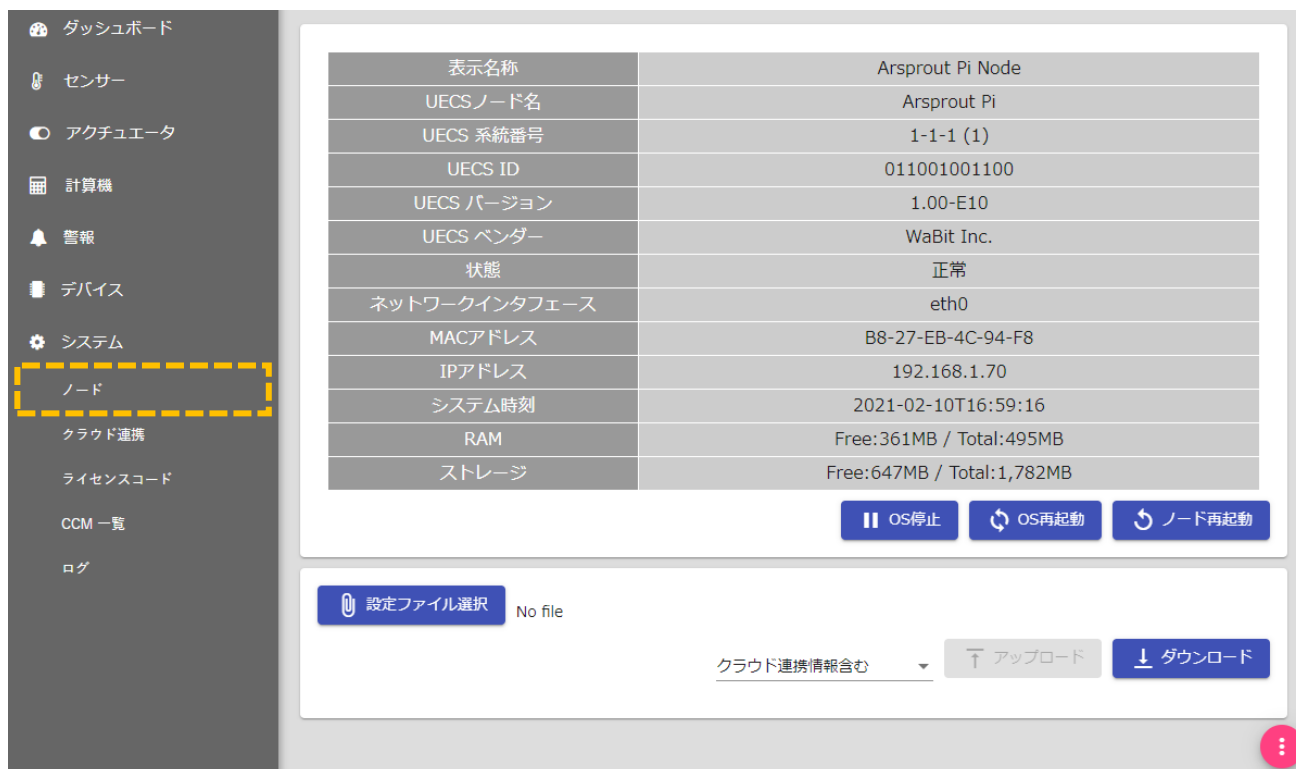 ダッシュボード
センサー
アクチュエータ
計算機
警報
デバイス
システム
ノード
クラウド連携
ライセンスコード
CCM 一覧
ログ
表示名称 Arsprout Pi Node
UECSノード名 Arsprout Pi
UECS 系統番号 1-1-1 (1)
UECS ID 011001001100
UECS バージョン 1.00-E10
UECS ベンダー WaBit Inc.
状態 正常
ネットワークインタフェース eth0
MACアドレス B8-27-EB-4C-94-F8
IPアドレス 192.168.1.70
システム時刻 2021-02-10T16:59:16
RAM Free:361MB / Total:495MB
ストレージ Free:647MB / Total:1,782MB
OS停止 OS再起動 ノード再起動
設定ファイル選択 No file
クラウド連携情報含む アップロード ダウンロード